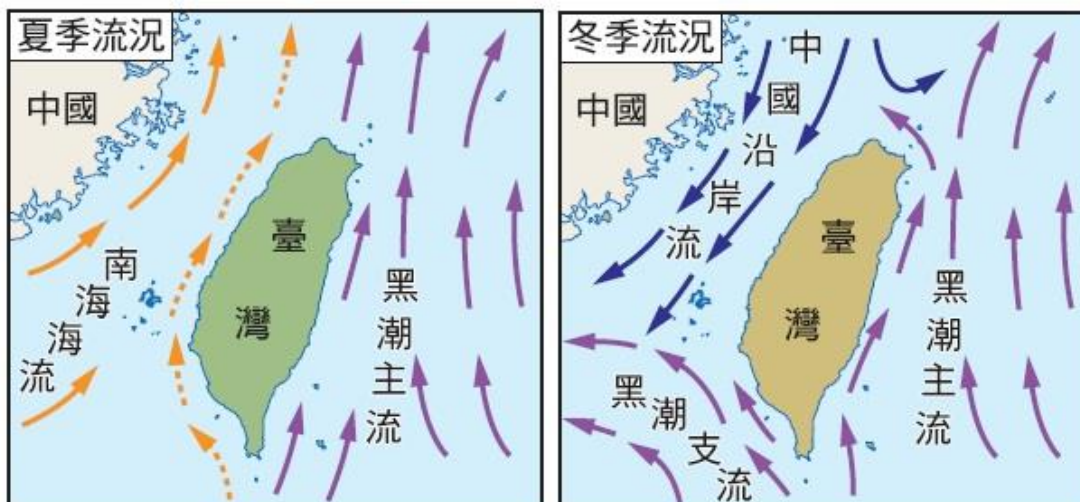 夏季流況
中國
南海海流
臺灣
黑潮主流
冬季流況
中國
中國沿岸流
臺灣
黑潮主流
黑潮支流